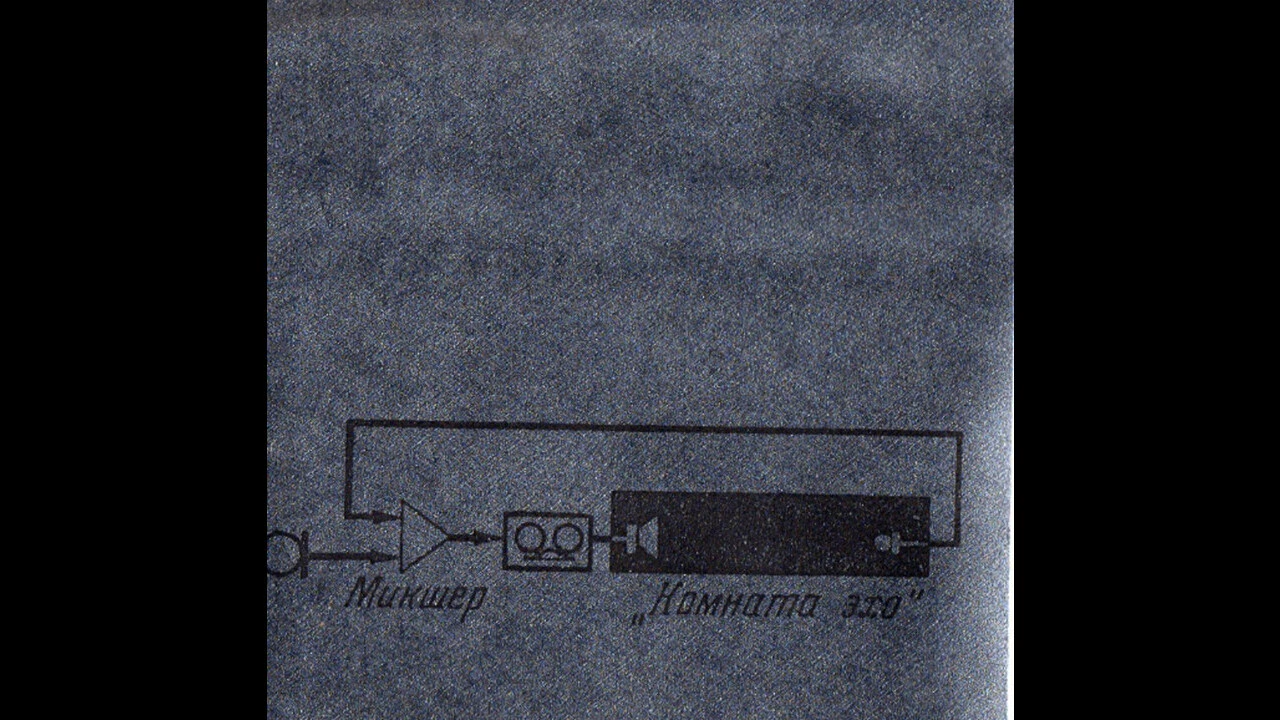 Микшер
„Комната эхо"